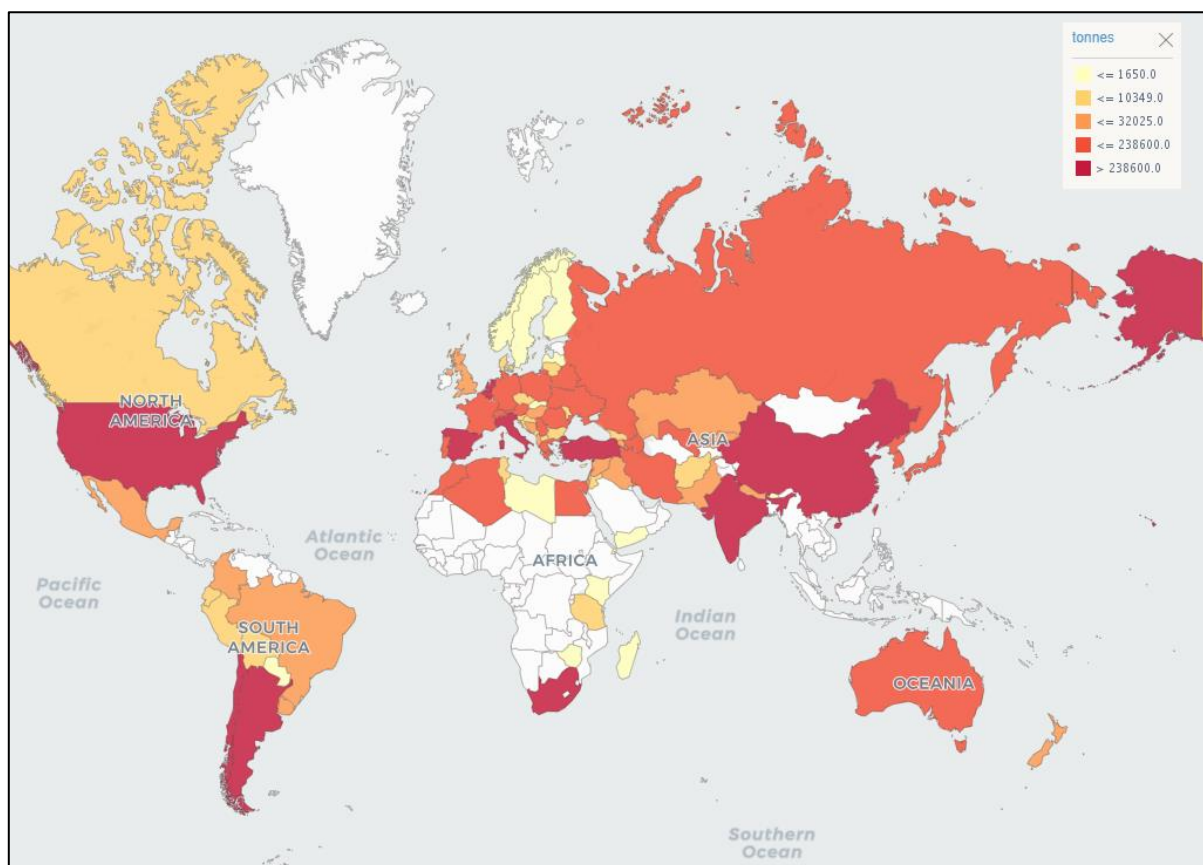 tonnes
<= 1650.0
<= 10349.0
<= 32025.0
<= 238600.0
> 238600.0
NORTH
AMERICA
ASIA
Atlantic
Ocean
AFRICA
Pacific
Ocean
Indian
Ocean
SOUTH
AMERICA
OCEANIA
Southern
Ocean